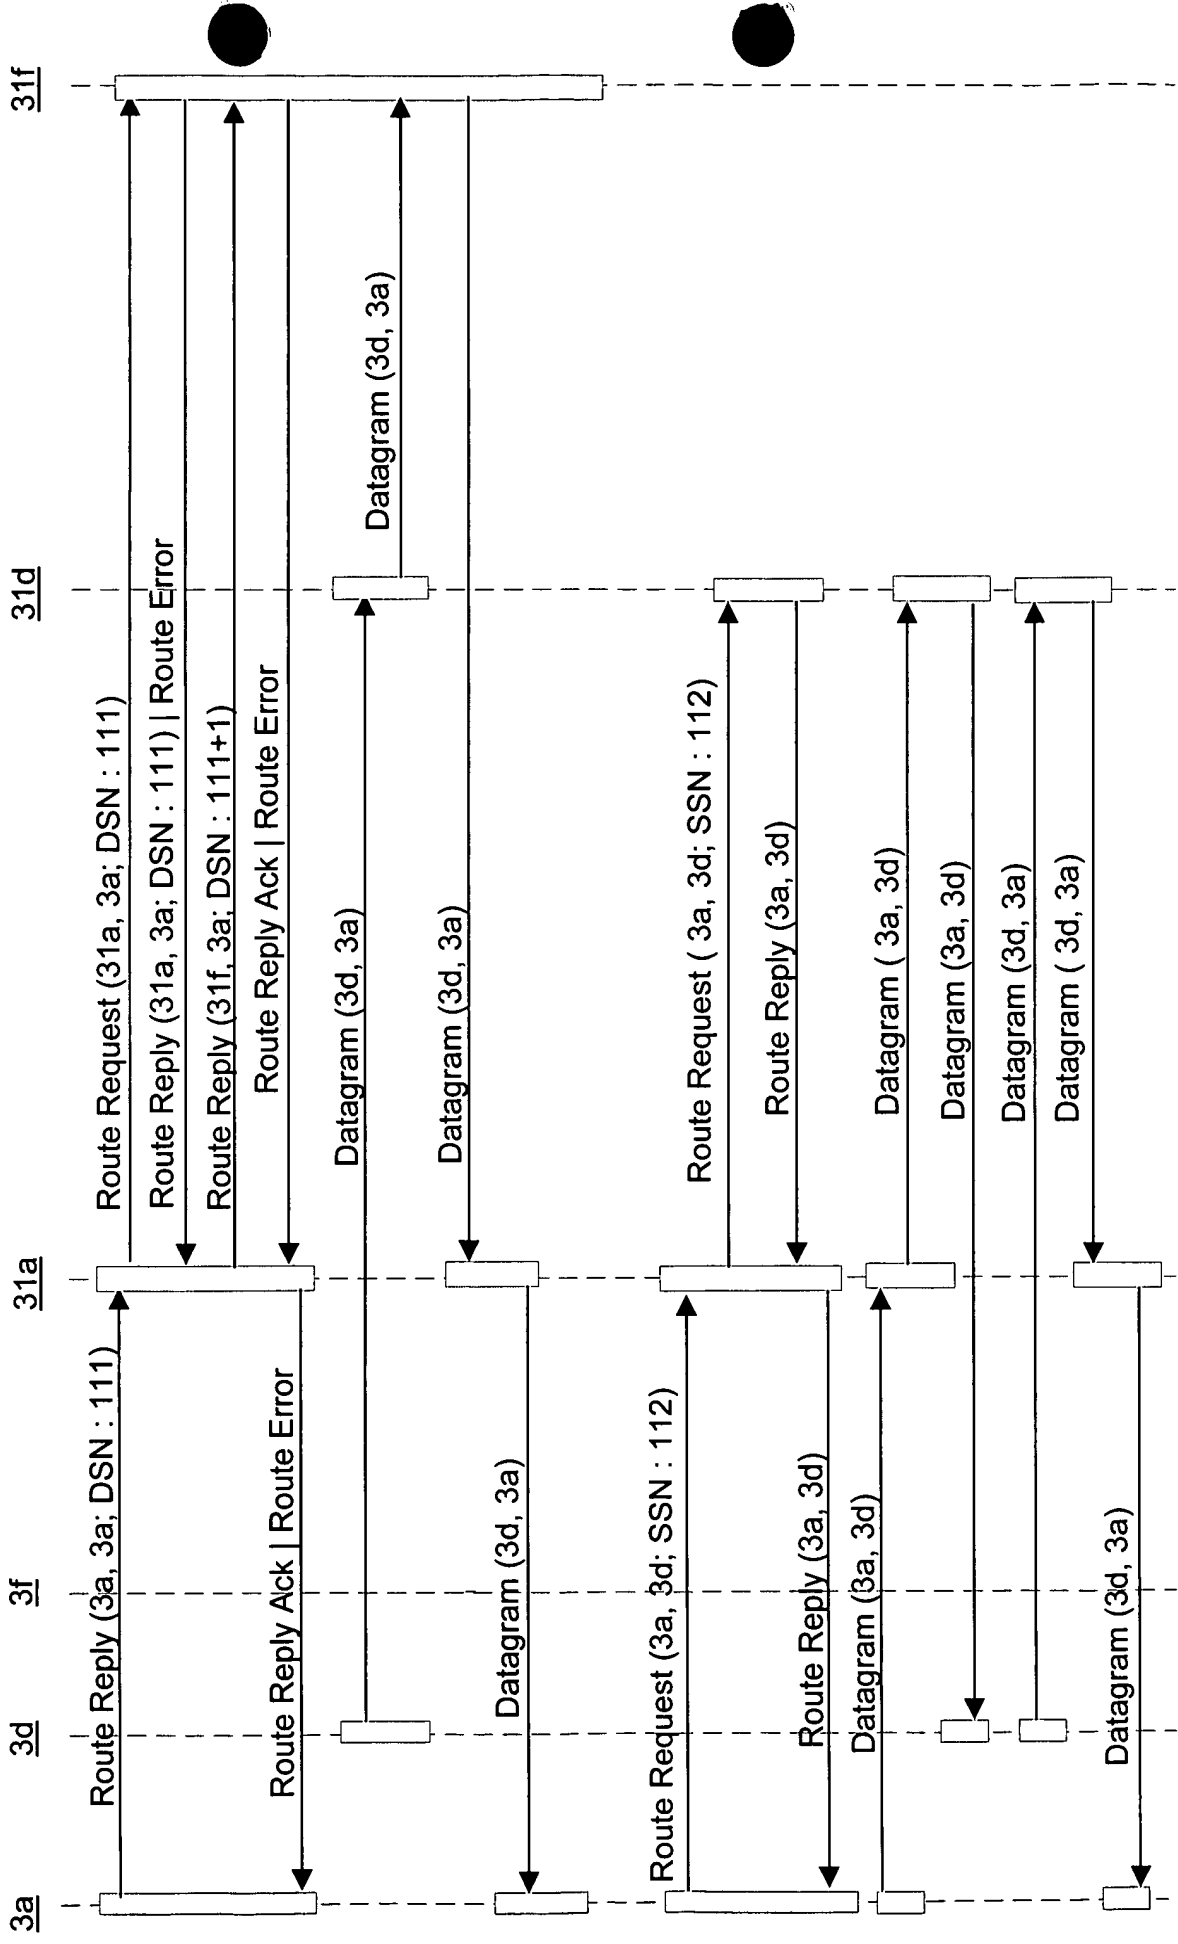 3a
3d
3f
31a
31d
31f
Route Reply (3a, 3a; DSN : 111)
Route Request (31a, 3a; DSN : 111)
Route Reply (31a, 3a; DSN : 111) | Route Error
Route Reply (31f, 3a; DSN : 111+1)
Route Reply Ack | Route Error
Route Reply Ack | Route Error
Datagram (3d, 3a)
Datagram (3d, 3a)
Datagram (3d, 3a)
Datagram (3d, 3a)
Route Request (3a, 3d; SSN : 112)
Route Request ( 3a, 3d; SSN : 112)
Route Reply (3a, 3d)
Route Reply (3a, 3d)
Datagram (3a, 3d)
Datagram ( 3a, 3d)
Datagram (3a, 3d)
Datagram (3d, 3a)
Datagram ( 3d, 3a)
Datagram (3d, 3a)